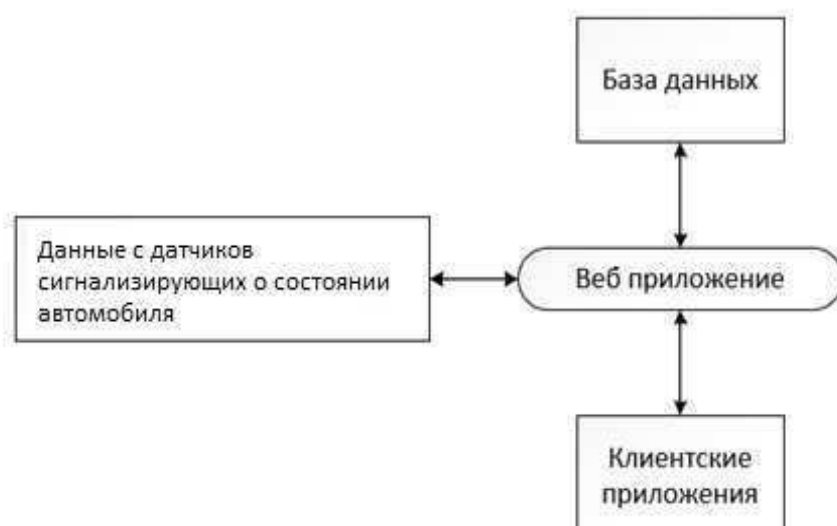 База данных
Данные с датчиков
сигнализирующих о состоянии
автомобиля
Веб приложение
Клиентские
приложения